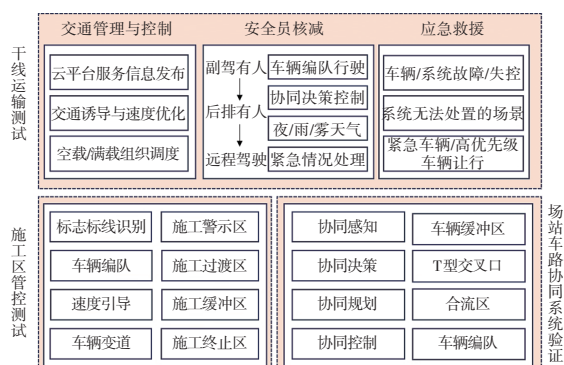 干线运输测试
交通管理与控制
云平台服务信息发布
交通诱导与速度优化
空载/满载组织调度
安全员核减
副驾有人
后排有人
远程驾驶
车辆编队行驶
协同决策控制
夜/雨/雾天气
紧急情况处理
应急救援
车辆/系统故障/失控
系统无法处置的场景
紧急车辆/高优先级
车辆让行
施工区管控测试
标志标线识别
施工警示区
车辆编队
施工过渡区
速度引导
施工缓冲区
车辆变道
施工终止区
协同感知
车辆缓冲区
协同决策
T型交叉口
协同规划
合流区
协同控制
车辆编队
场站车路协同系统验证